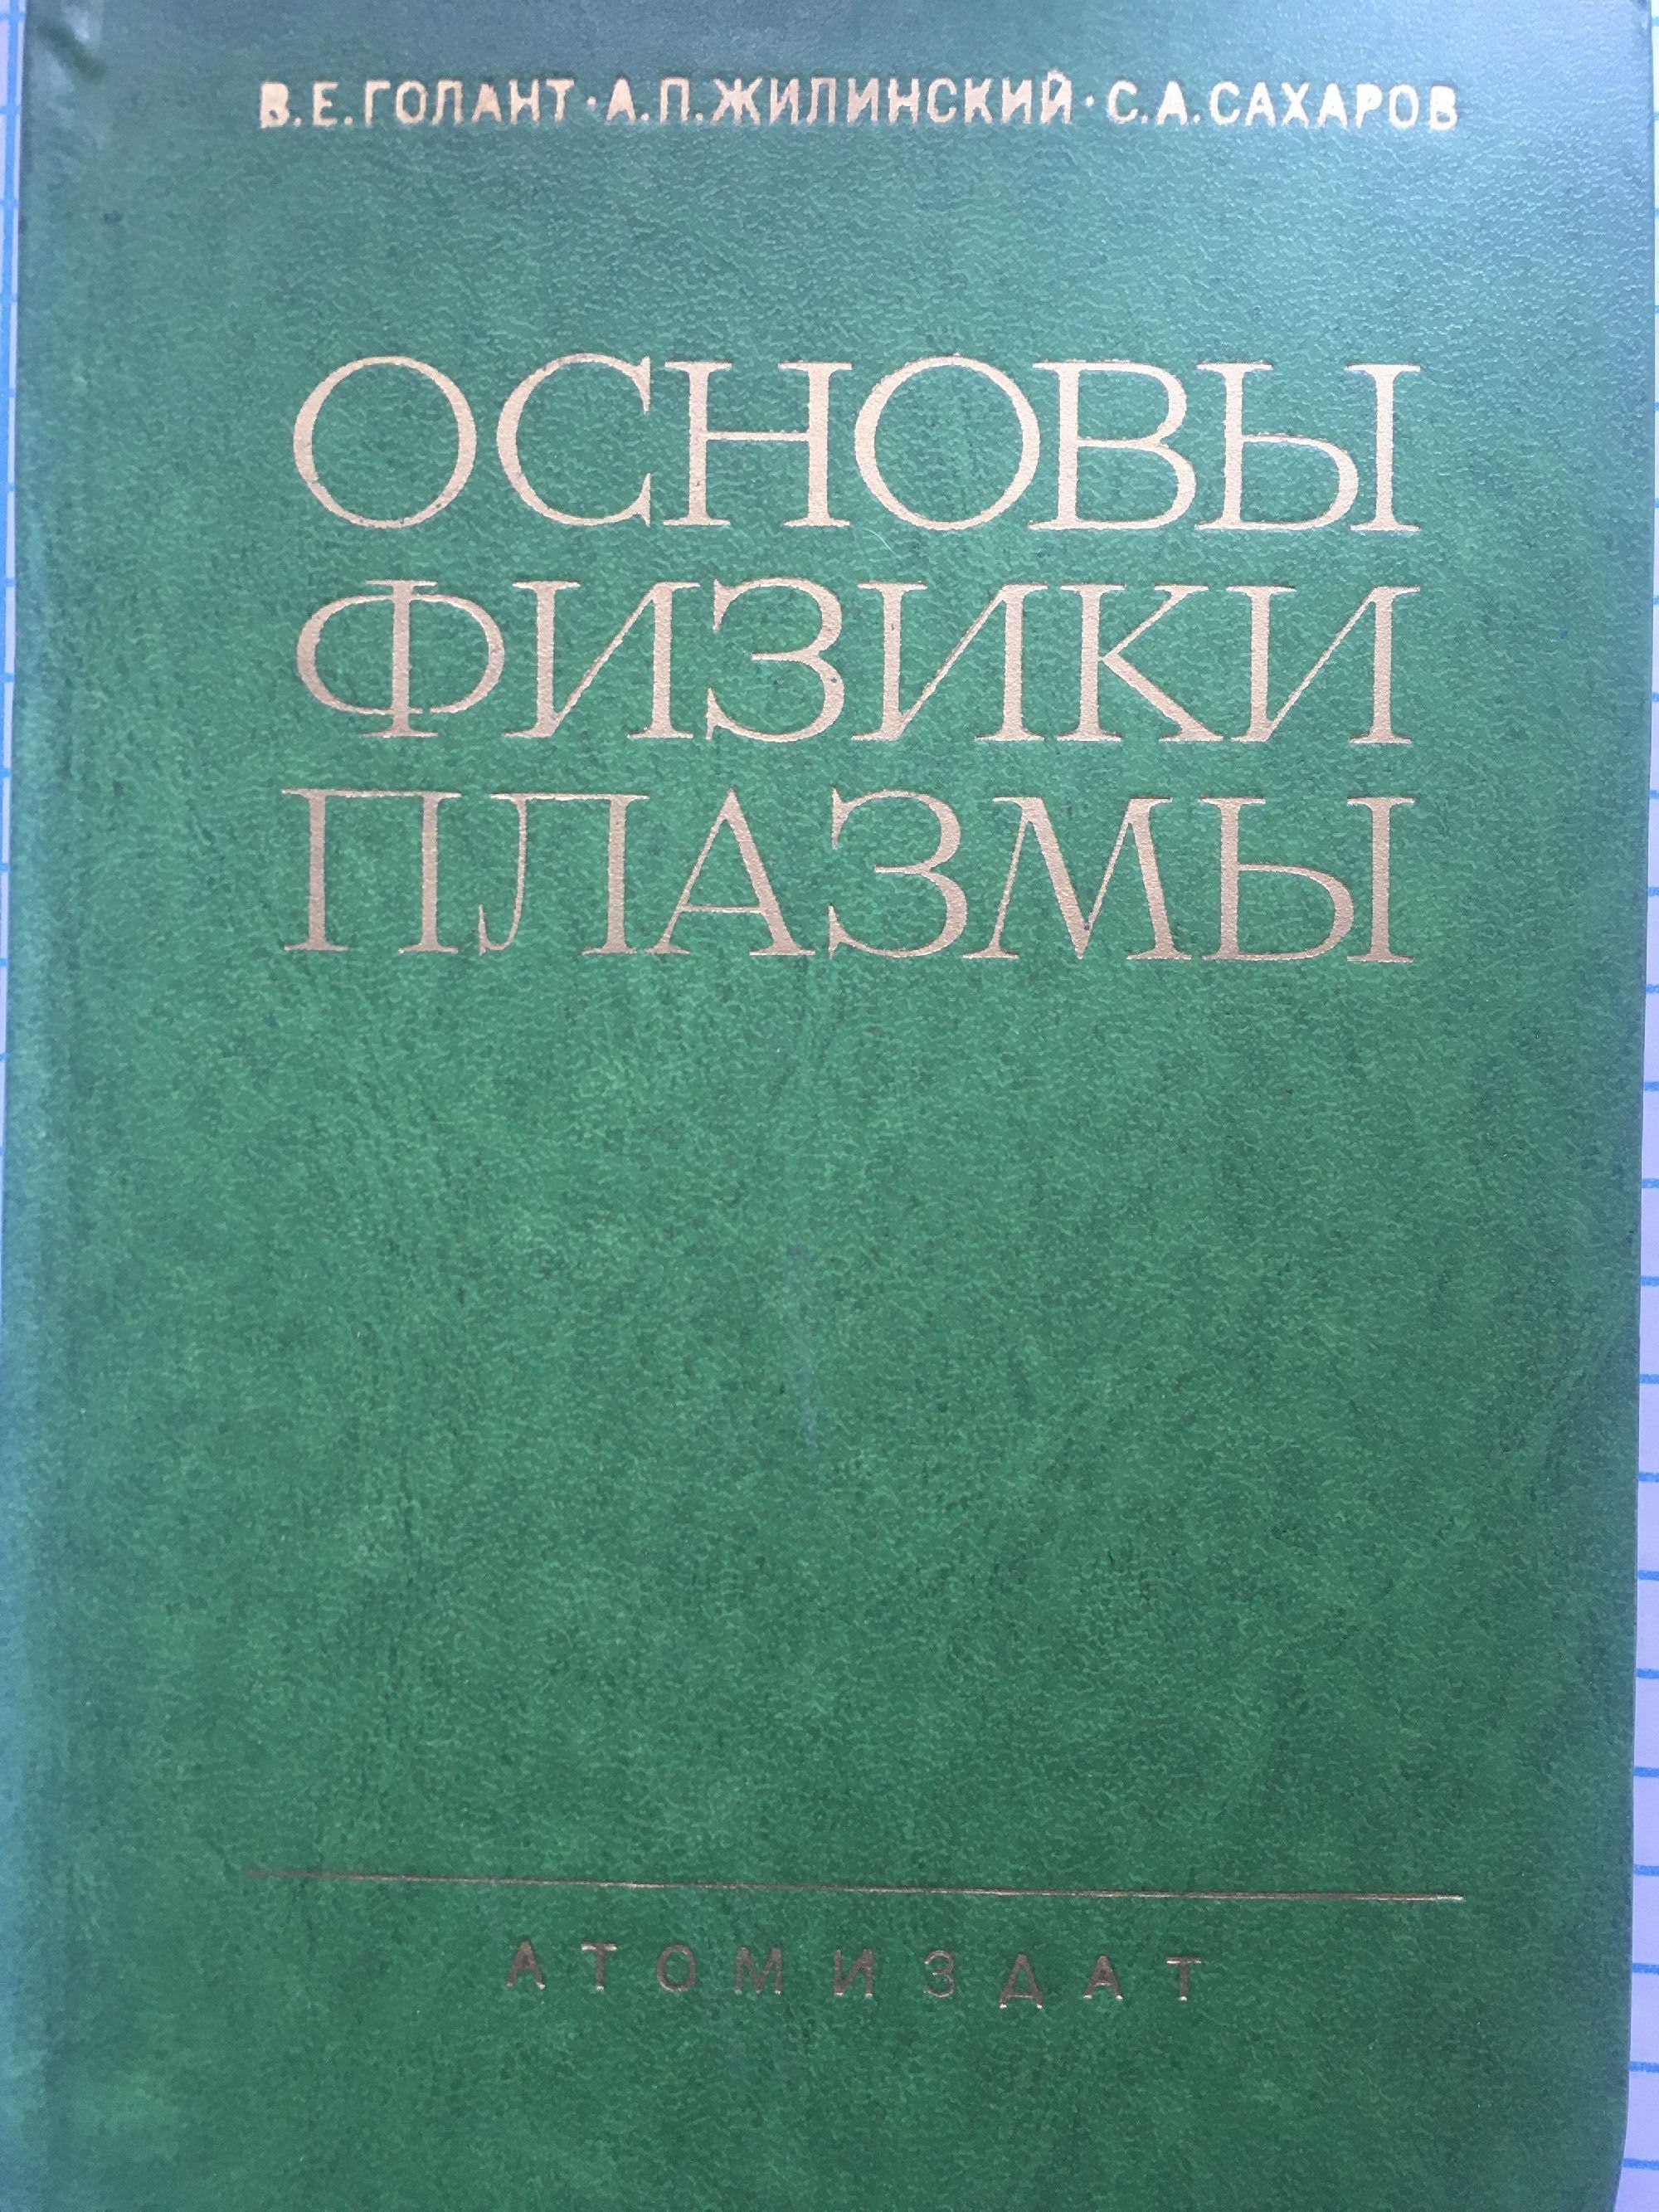 В.Е.ГОЛАНТ·А.П.ЖИЛИНСКИЙ·С.А.САХАРОВ
ОСНОВЫ
ФИЗИКИ
ПЛАЗМЫ
АТОМИЗДАТ